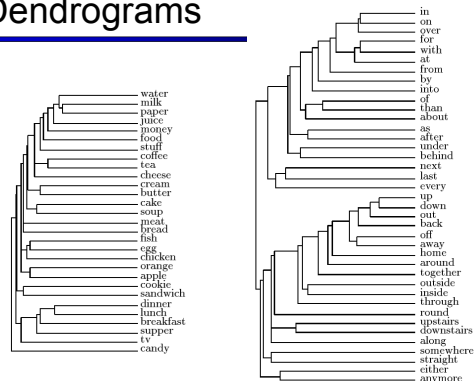 Dendrograms
water
milk
paper
juice
money
food
stuff
coffee
tea
cheese
cream
butter
cake
soup
meat
bread
fish
egg
chicken
orange
apple
cookie
sandwich
dinner
lunch
breakfast
supper
tv
candy
in
on
over
for
with
at
from
by
into
of
than
about
as
after
under
behind
next
last
every
up
down
out
back
off
away
home
around
together
outside
inside
through
round
upstairs
downstairs
along
somewhere
straight
either
anymore